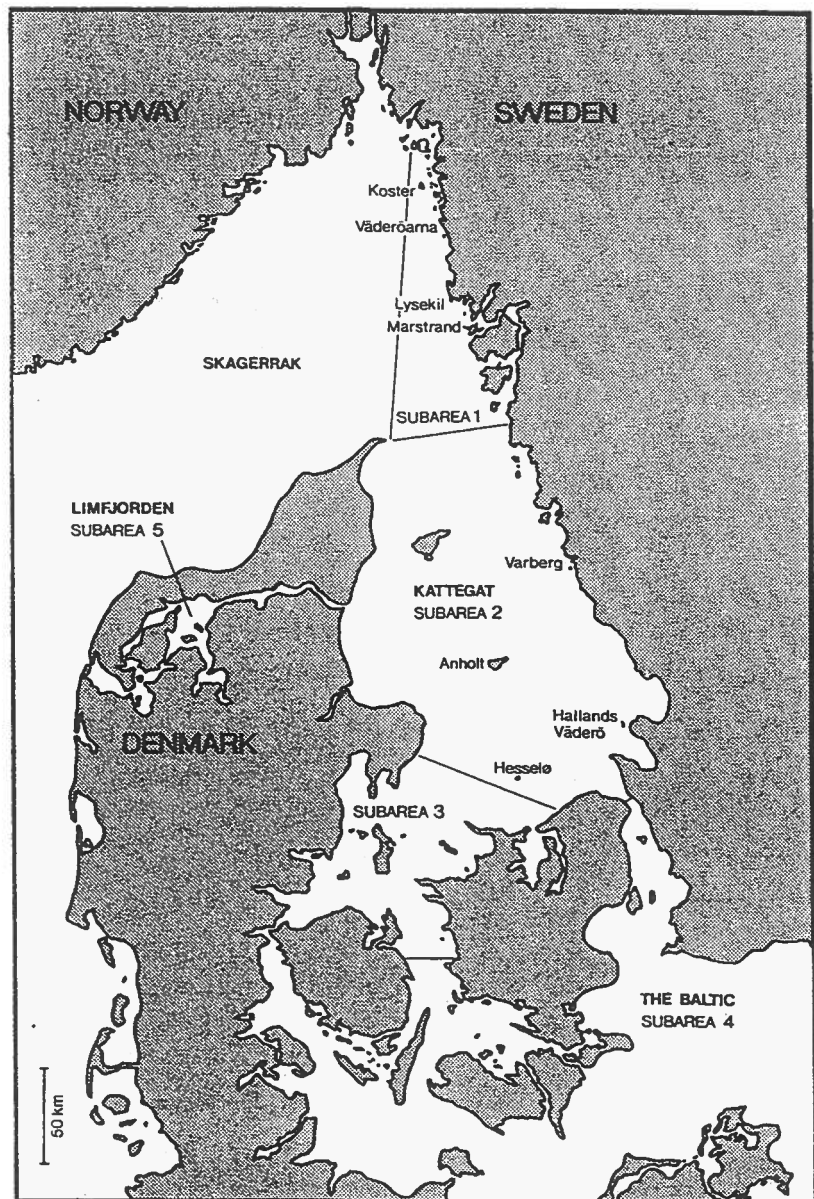 NORWAY
SWEDEN
Koster
Väderöarna
Lysekil
Marstrand
SKAGERRAK
SUBAREA 1
LIMFJORDEN
SUBAREA 5
Varberg
KATTEGAT
SUBAREA 2
Anholt
Hallands
Väderö
DENMARK
Hesselø
SUBAREA 3
THE BALTIC
SUBAREA 4
50 km